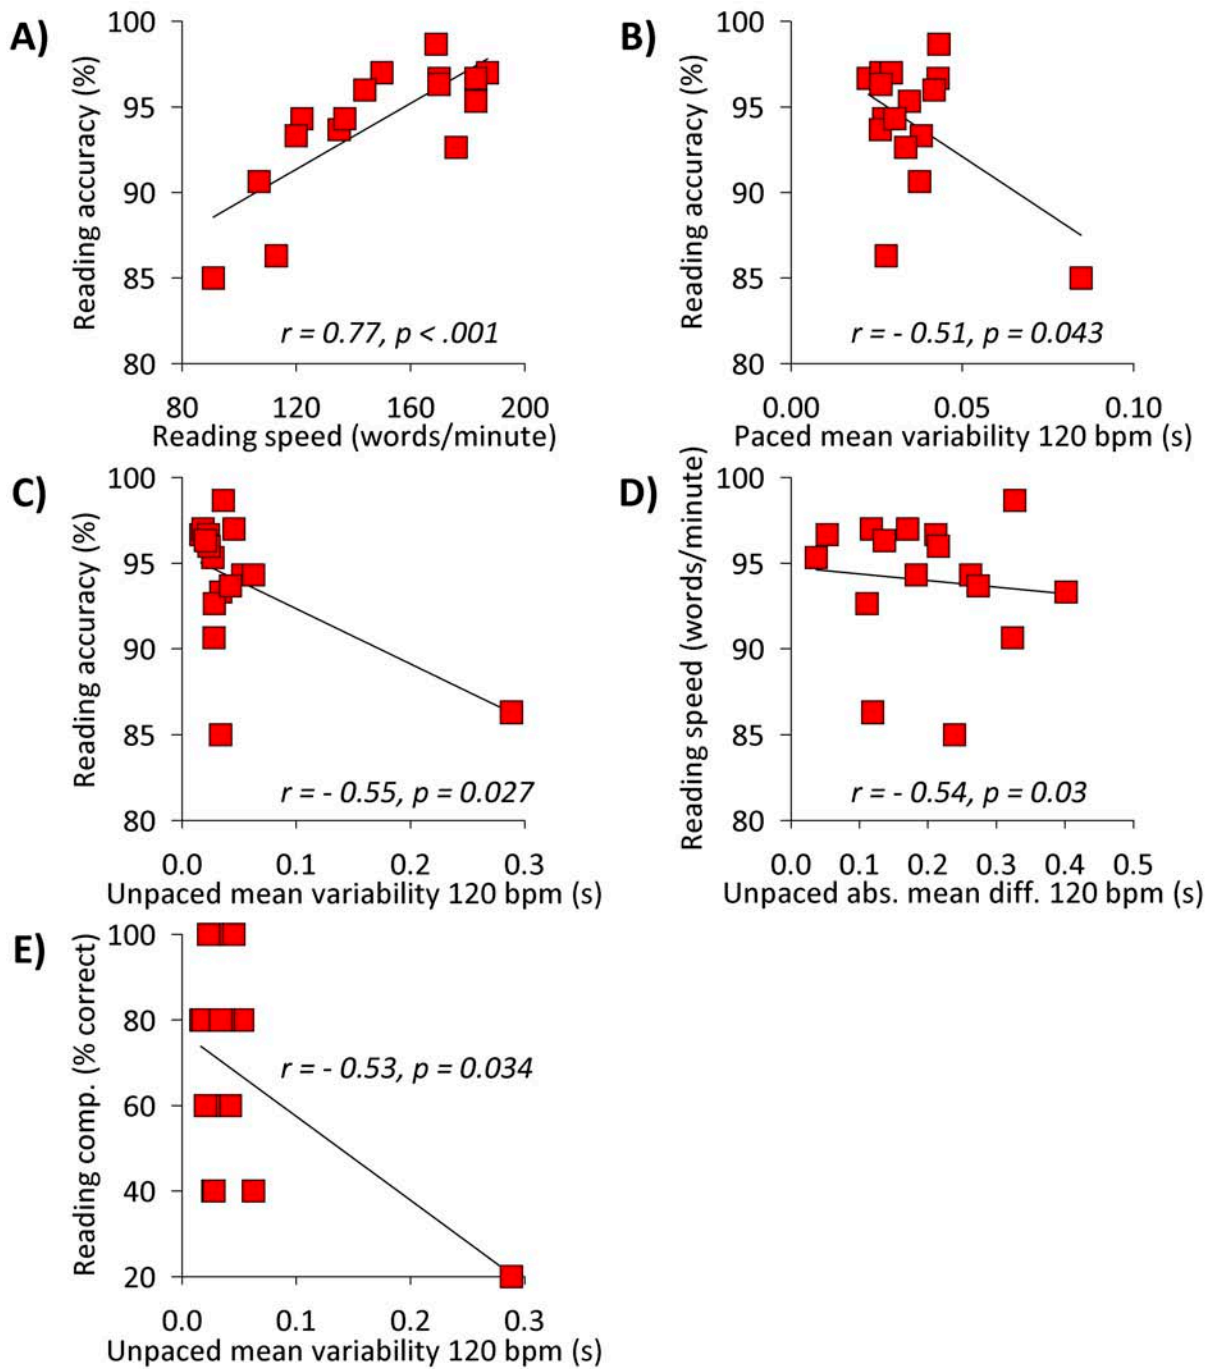 A)
Reading accuracy (%)
100
95
90
85
80
r = 0.77, p < .001
80 120 160 200
Reading speed (words/minute)
B)
Reading accuracy (%)
100
95
90
85
80
r = - 0.51, p = 0.043
0.00 0.05 0.10
Paced mean variability 120 bpm (s)
C)
Reading accuracy (%)
100
95
90
85
80
r = - 0.55, p = 0.027
0.0 0.1 0.2 0.3
Unpaced mean variability 120 bpm (s)
D)
Reading speed (words/minute)
100
95
90
85
80
r = - 0.54, p = 0.03
0.0 0.1 0.2 0.3 0.4 0.5
Unpaced abs. mean diff. 120 bpm (s)
E)
Reading comp. (% correct)
100
80
60
40
20
r = - 0.53, p = 0.034
0.0 0.1 0.2 0.3
Unpaced mean variability 120 bpm (s)